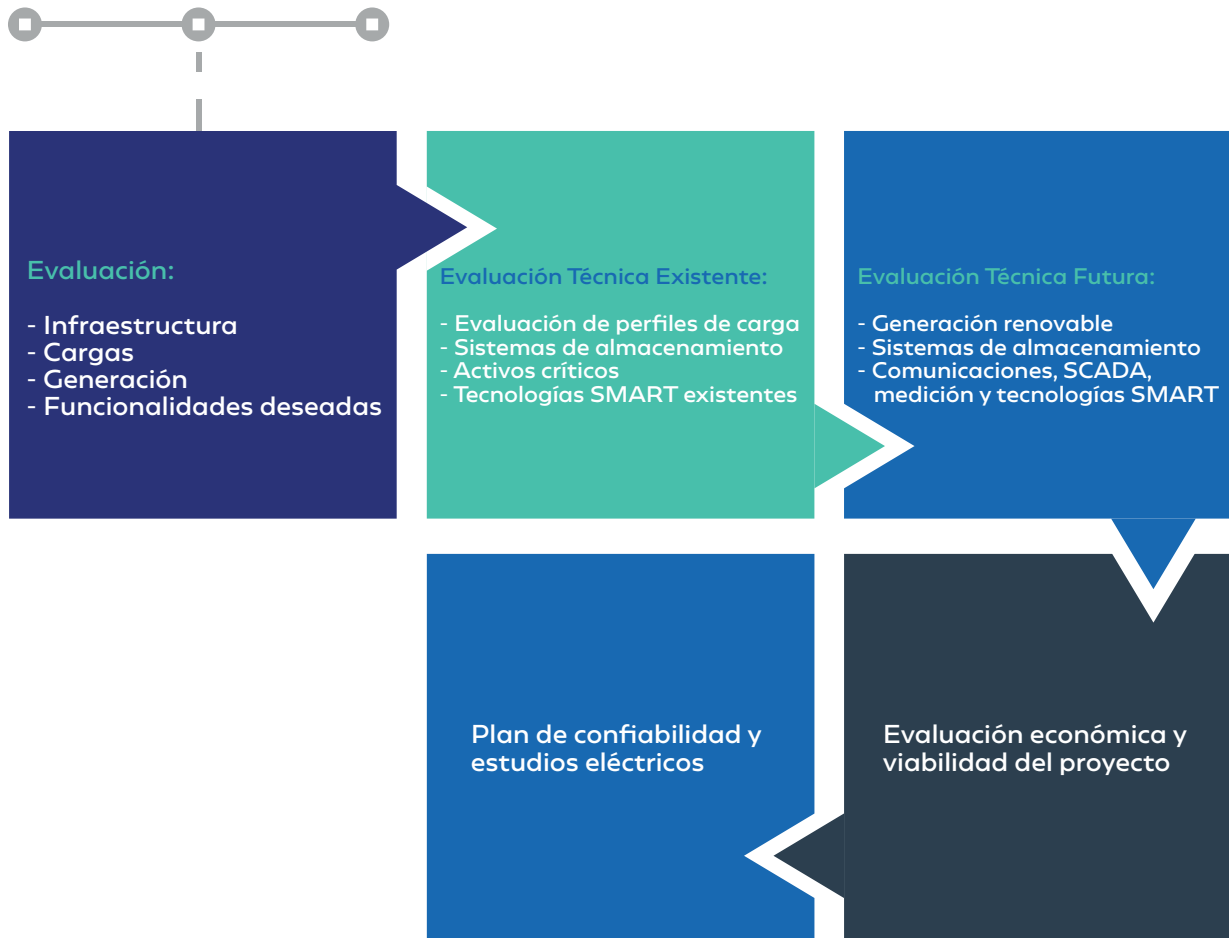 Evaluación:
- Infraestructura
- Cargas
- Generación
- Funcionalidades deseadas
Evaluación Técnica Existente:
- Evaluación de perfiles de carga
- Sistemas de almacenamiento
- Activos críticos
- Tecnologías SMART existentes
Evaluación Técnica Futura:
- Generación renovable
- Sistemas de almacenamiento
- Comunicaciones, SCADA,
medición y tecnologías SMART
Evaluación económica y
viabilidad del proyecto
Plan de confiabilidad y
estudios eléctricos